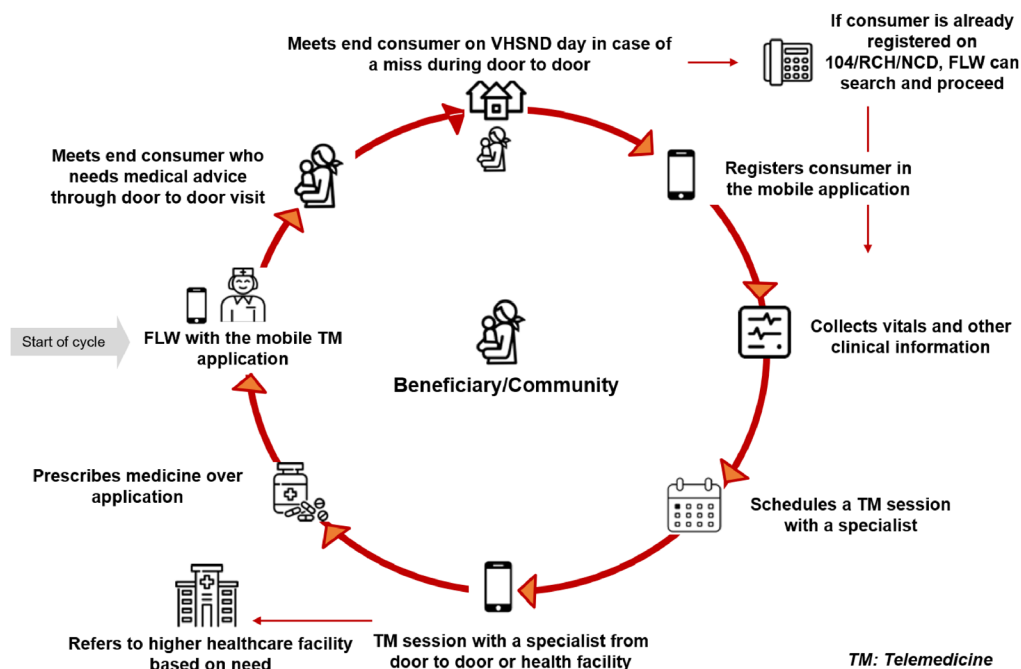 Meets end consumer on VHSND day in case of
a miss during door to door
If consumer is already
registered on
104/RCH/NCD, FLW can
search and proceed
Meets end consumer who
needs medical advice
through door to door visit
Registers consumer in
the mobile application
Start of cycle
FLW with the mobile TM
application
Collects vitals and other
clinical information
Beneficiary/Community
Prescribes medicine over
application
Schedules a TM session
with a specialist
Refers to higher healthcare facility
based on need
TM session with a specialist from
door to door or health facility
TM: Telemedicine